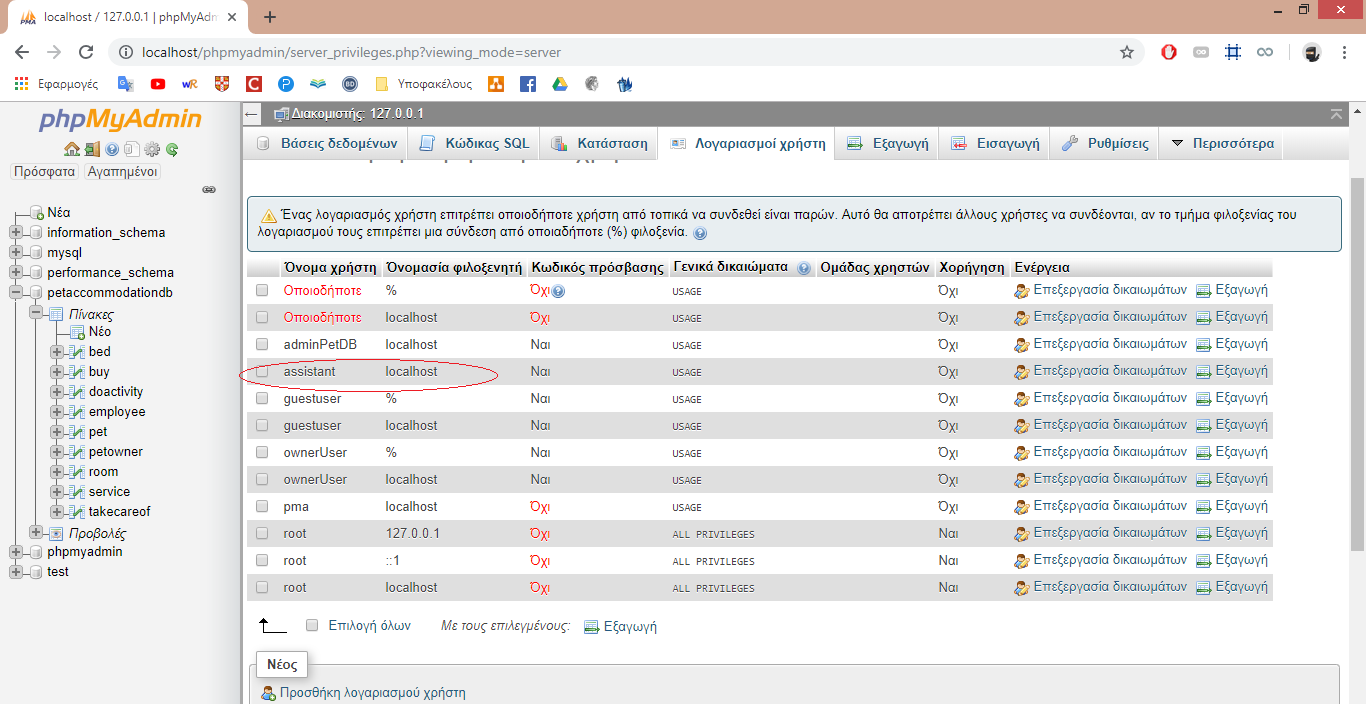 localhost / 127.0.0.1 | phpMyAdm
localhost/phpmyadmin/server_privileges.php?viewing_mode=server
Εφαρμογές
Υποφακέλους
phpMyAdmin
Πρόσφατα Αγαπημένοι
Νέα
information_schema
mysql
performance_schema
petaccommodationdb
Πίνακες
Νέο
bed
buy
doactivity
employee
pet
petowner
room
service
takecareof
Προβολές
phpmyadmin
test
Διακομιστής: 127.0.0.1
Βάσεις δεδομένων Κώδικας SQL Κατάσταση Λογαριασμοί χρήστη Εξαγωγή Εισαγωγή Ρυθμίσεις Περισσότερα
Ένας λογαριασμός χρήστη επιτρέπει οποιοδήποτε χρήστη από τοπικά να συνδεθεί είναι παρών. Αυτό θα αποτρέπει άλλους χρήστες να συνδέονται, αν το τμήμα φιλοξενίας του
λογαριασμού τους επιτρέπει μια σύνδεση από οποιαδήποτε (%) φιλοξενία.
Όνομα χρήστη Όνομασία φιλοξενητή Κωδικός πρόσβασης Γενικά δικαιώματα Ομάδας χρηστών Χορήγηση Ενέργεια
Οποιοδήποτε % Όχι USAGE Όχι Επεξεργασία δικαιωμάτων Εξαγωγή
Οποιοδήποτε localhost Όχι USAGE Όχι Επεξεργασία δικαιωμάτων Εξαγωγή
adminPetDB localhost Ναι USAGE Όχι Επεξεργασία δικαιωμάτων Εξαγωγή
assistant localhost Ναι USAGE Όχι Επεξεργασία δικαιωμάτων Εξαγωγή
guestuser % Ναι USAGE Όχι Επεξεργασία δικαιωμάτων Εξαγωγή
guestuser localhost Ναι USAGE Όχι Επεξεργασία δικαιωμάτων Εξαγωγή
ownerUser % Ναι USAGE Όχι Επεξεργασία δικαιωμάτων Εξαγωγή
ownerUser localhost Ναι USAGE Όχι Επεξεργασία δικαιωμάτων Εξαγωγή
pma localhost Όχι USAGE Όχι Επεξεργασία δικαιωμάτων Εξαγωγή
root 127.0.0.1 Όχι ALL PRIVILEGES Ναι Επεξεργασία δικαιωμάτων Εξαγωγή
root ::1 Όχι ALL PRIVILEGES Ναι Επεξεργασία δικαιωμάτων Εξαγωγή
root localhost Όχι ALL PRIVILEGES Ναι Επεξεργασία δικαιωμάτων Εξαγωγή
Επιλογή όλων Με τους επιλεγμένους: Εξαγωγή
Νέος
Προσθήκη λογαριασμού χρήστη